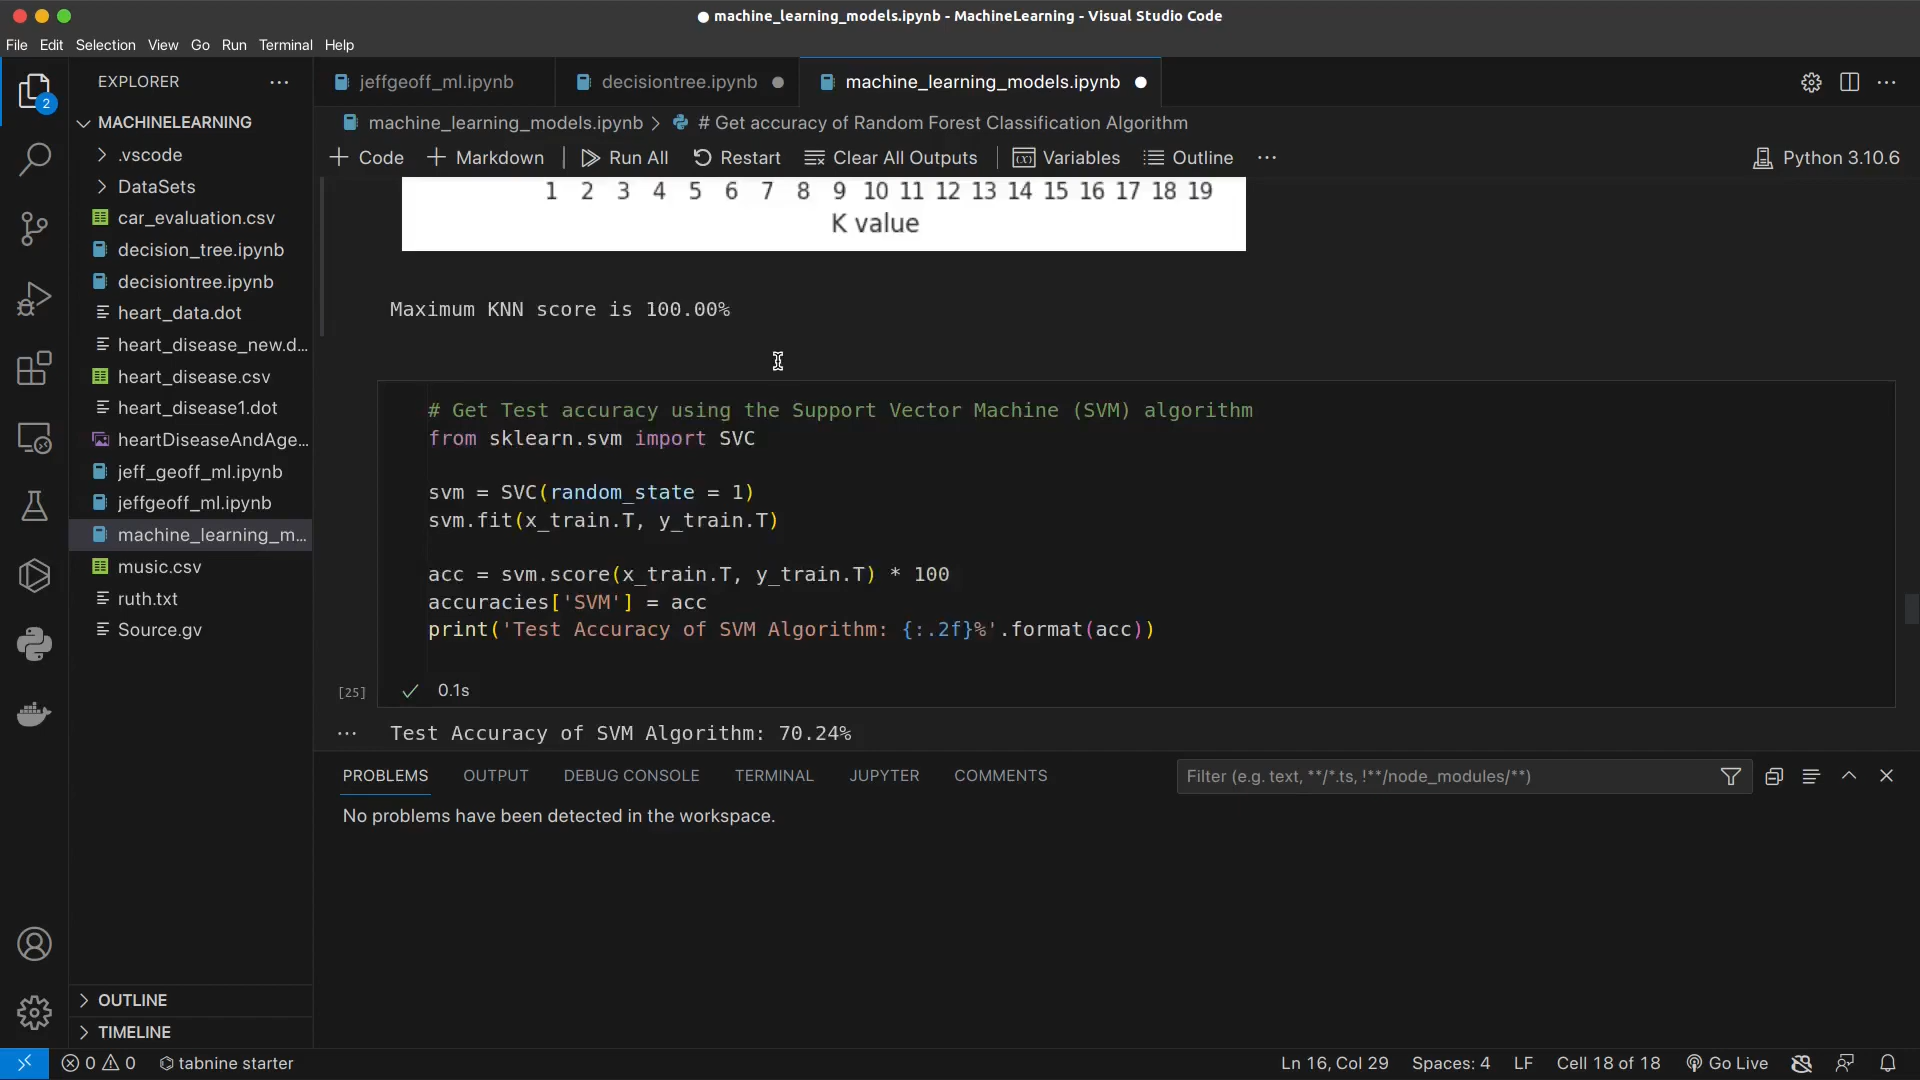 machine_learning_models.ipynb - MachineLearning - Visual Studio Code
File Edit Selection View Go Run Terminal Help
EXPLORER
MACHINELEARNING
.vscode
DataSets
car_evaluation.csv
decision_tree.ipynb
decisiontree.ipynb
heart_data.dot
heart_disease_new.d...
heart_disease.csv
heart_disease1.dot
heartDiseaseAndAge...
jeff_geoff_ml.ipynb
jeffgeoff_ml.ipynb
machine_learning_m...
music.csv
ruth.txt
Source.gv
OUTLINE
TIMELINE
2
jeffgeoff_ml.ipynb decisiontree.ipynb machine_learning_models.ipynb
machine_learning_models.ipynb > # Get accuracy of Random Forest Classification Algorithm
+ Code + Markdown Run All Restart Clear All Outputs Variables Outline ... Python 3.10.6
1 2 3 4 5 6 7 8 9 10 11 12 13 14 15 16 17 18 19
K value
Maximum KNN score is 100.00%
# Get Test accuracy using the Support Vector Machine (SVM) algorithm
from sklearn.svm import SVC
svm = SVC(random_state = 1)
svm.fit(x_train.T, y_train.T)
acc = svm.score(x_train.T, y_train.T) * 100
accuracies['SVM'] = acc
print('Test Accuracy of SVM Algorithm: {:.2f}%'.format(acc))
[25] 0.1s
... Test Accuracy of SVM Algorithm: 70.24%
PROBLEMS OUTPUT DEBUG CONSOLE TERMINAL JUPYTER COMMENTS Filter (e.g. text, **/*.ts, !**/node_modules/**)
No problems have been detected in the workspace.
0 0 tabnine starter Ln 16, Col 29 Spaces: 4 LF Cell 18 of 18 Go Live